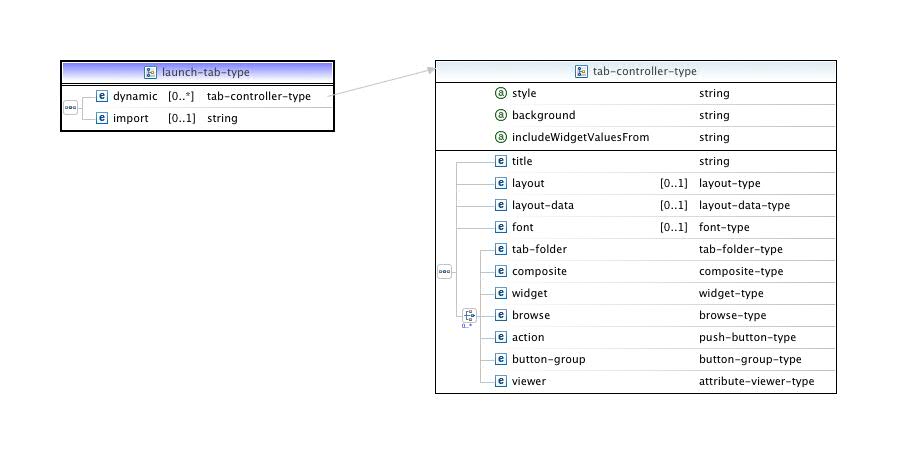 launch-tab-type
dynamic [0..*] tab-controller-type
import [0..1] string
tab-controller-type
a style string
a background string
a includeWidgetValuesFrom string
e title string
e layout [0..1] layout-type
e layout-data [0..1] layout-data-type
e font [0..1] font-type
e tab-folder tab-folder-type
e composite composite-type
e widget widget-type
e browse browse-type
0..*
e action push-button-type
e button-group button-group-type
e viewer attribute-viewer-type